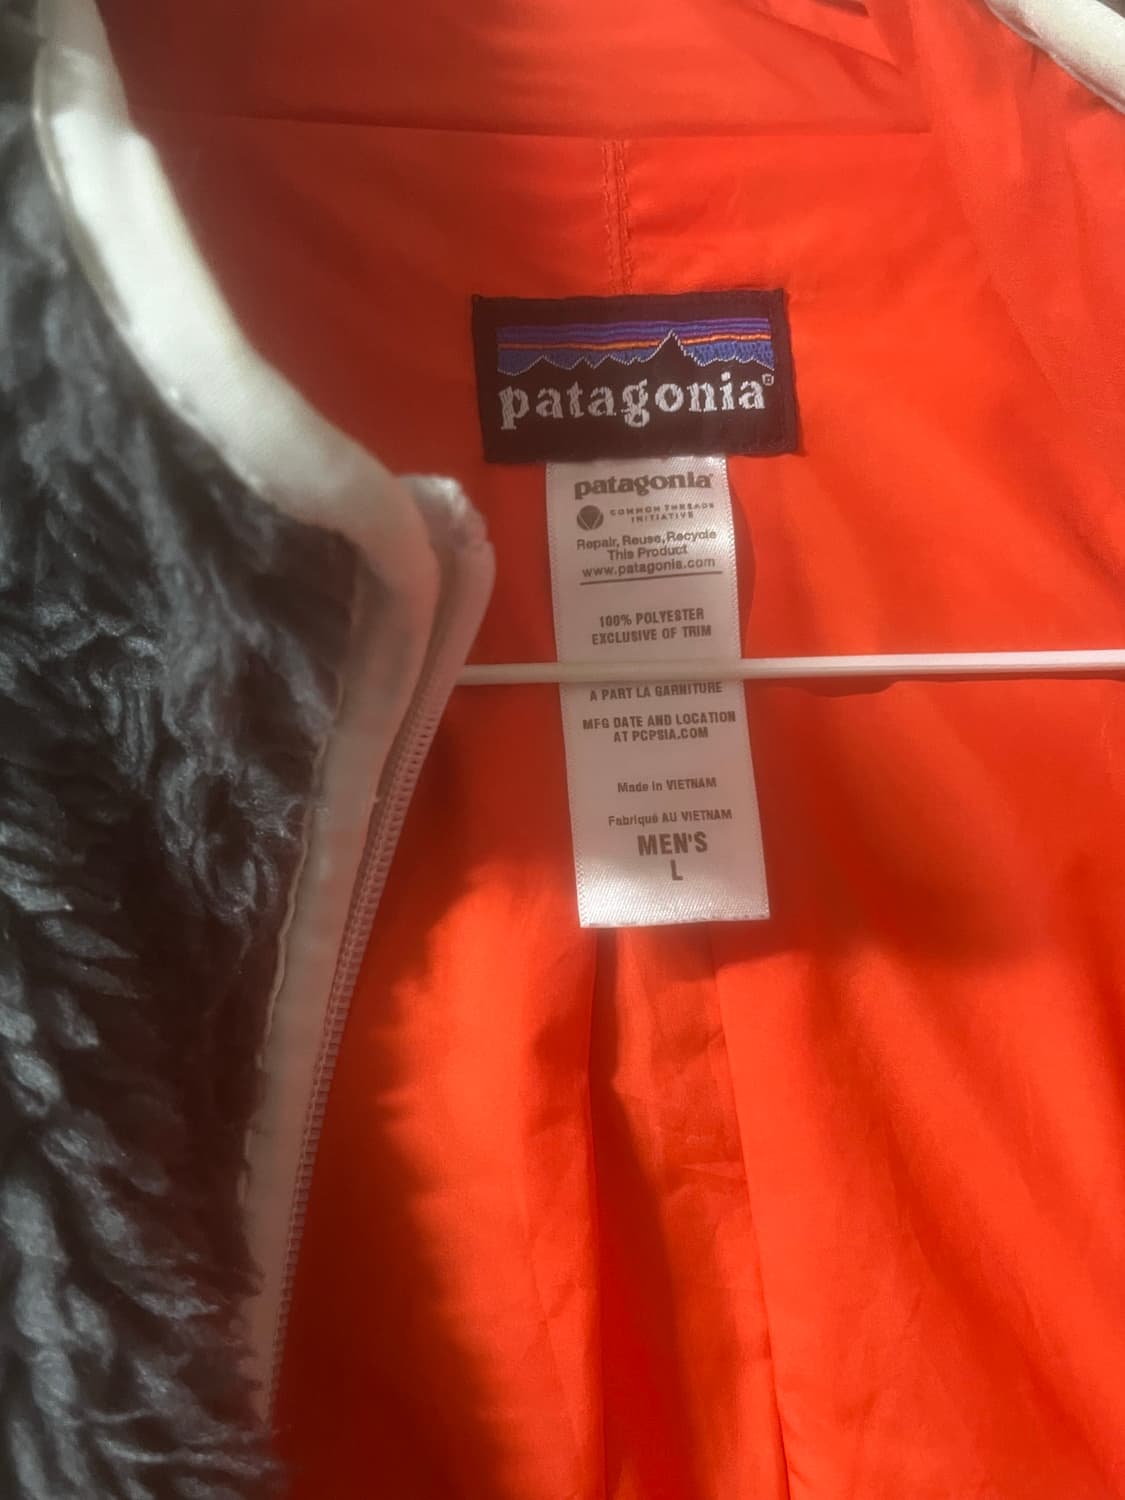 patagonia®
patagonia®
COMMON THREADS
INITIATIVE
Repair, Reuse, Recycle
This Product
www.patagonia.com
100% POLYESTER
EXCLUSIVE OF TRIM
A PART LA GARNITURE
MFG DATE AND LOCATION
AT PCPSIA.COM
Made in VIETNAM
Fabriqué AU VIETNAM
MEN'S
L